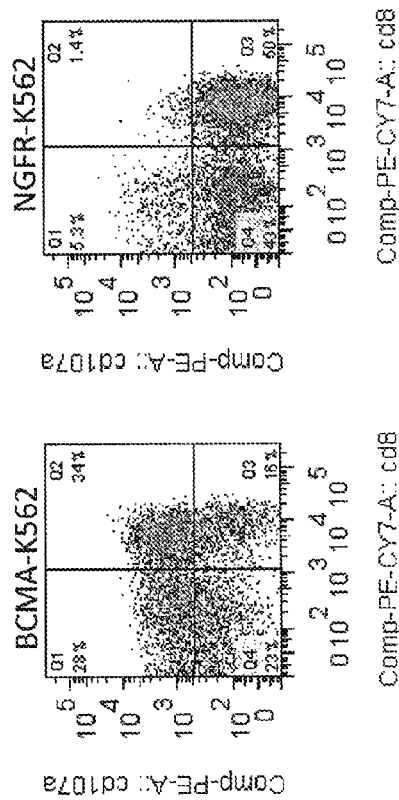 NGFR-K562
Q1
5.3%
Q2
1.4%
Q3
50%
Q4
43%
10 5
10 4
10 3
10 2
0
Comp-PE-A:: cd107a
0 10 2 10 3 10 4 10 5
Comp-PE-CY7-A:: cd8
BCMA-K562
Q1
28%
Q2
34%
Q3
16%
Q4
23%
10 5
10 4
10 3
10 2
0
Comp-PE-A:: cd107a
0 10 2 10 3 10 4 10 5
Comp-PE-CY7-A:: cd8